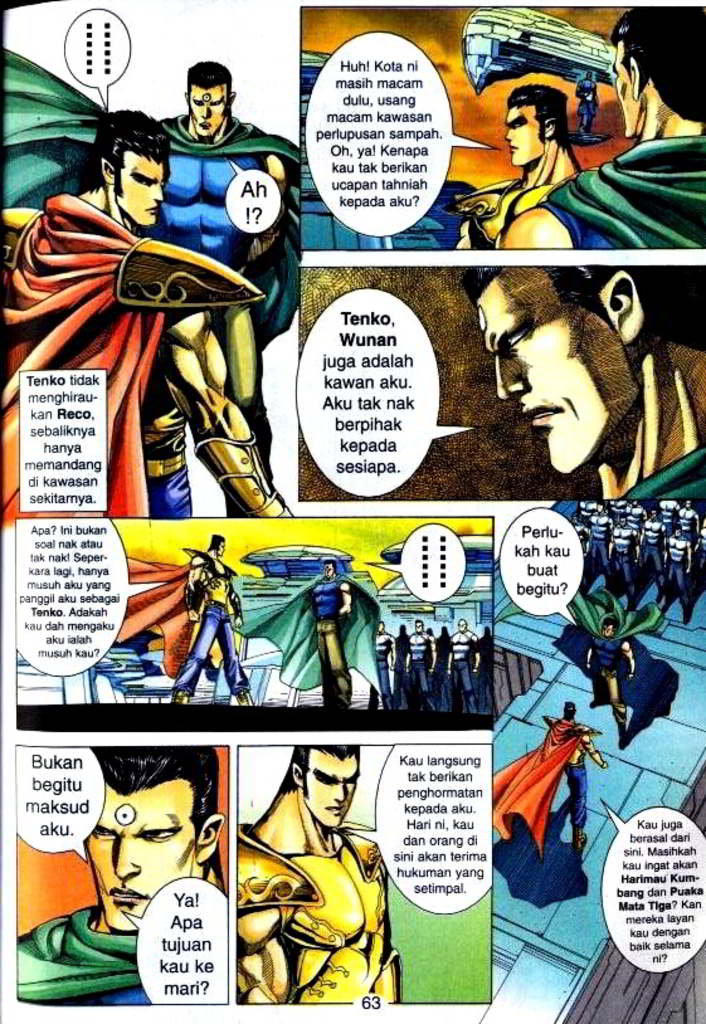 Ah
!?
Tenko tidak
menghirau-
kan Reco,
sebaliknya
hanya
memandang
di kawasan
sekitarnya.
Huh! Kota ni
masih macam
dulu, usang
macam kawasan
perlupusan sampah.
Oh, ya! Kenapa
kau tak berikan
ucapan tahniah
kepada aku?
Tenko,
Wunan
juga adalah
kawan aku.
Aku tak nak
berpihak
kepada
sesiapa.
Apa? Ini bukan
soal nak atau
tak nak! Seper-
kara lagi, hanya
musuh aku yang
panggil aku sebagai
Tenko. Adakah
kau dah mengaku
aku ialah
musuh kau?
Perlu-
kah kau
buat
begitu?
Kau juga
berasal dari
sini. Masihkah
kau ingat akan
Harimau Kum-
bang dan Puaka
Mata Tiga? Kan
mereka layan
kau dengan
baik selama
ni?
Bukan
begitu
maksud
aku.
Ya!
Apa
tujuan
kau ke
mari?
Kau langsung
tak berikan
penghormatan
kepada aku.
Hari ni, kau
dan orang di
sini akan terima
hukuman yang
setimpal.
63